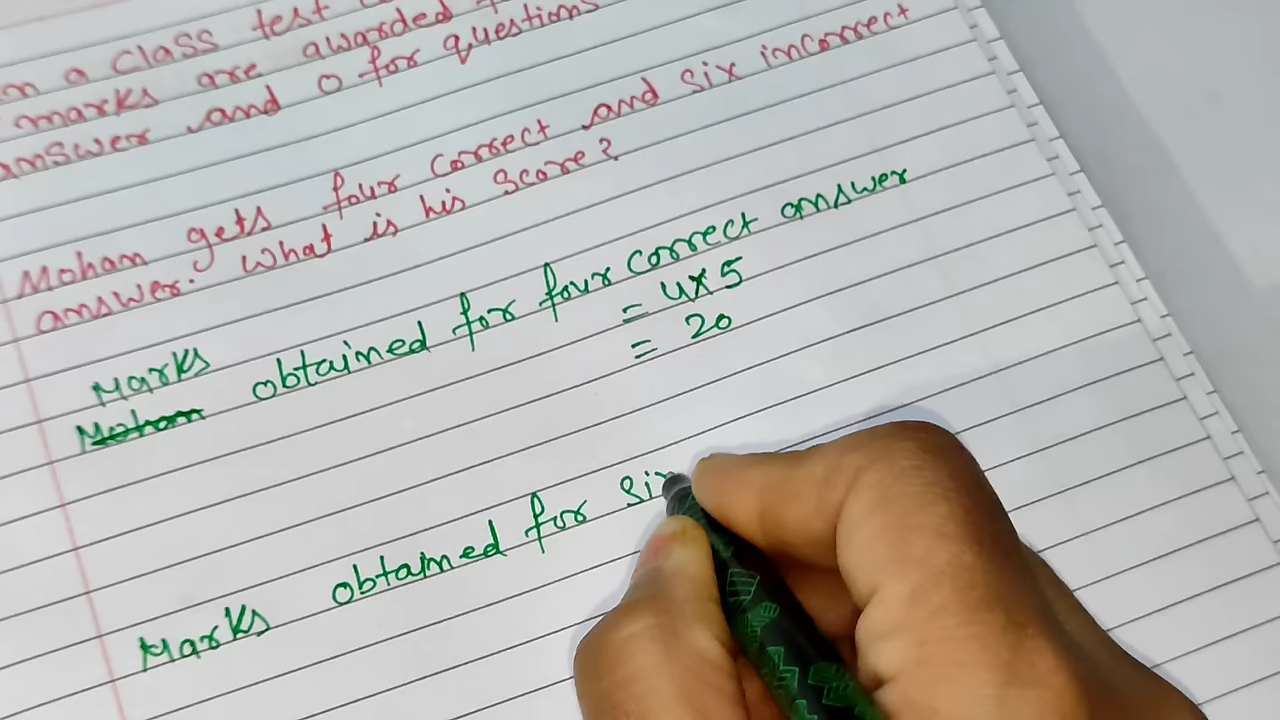 in a class test
marks are awarded
answer and 0 for questions
Mohan gets four correct and six incorrect
answer. What is his score?
Marks
Mohan obtained for four correct answer
= 4×5
= 20
Marks obtained for six